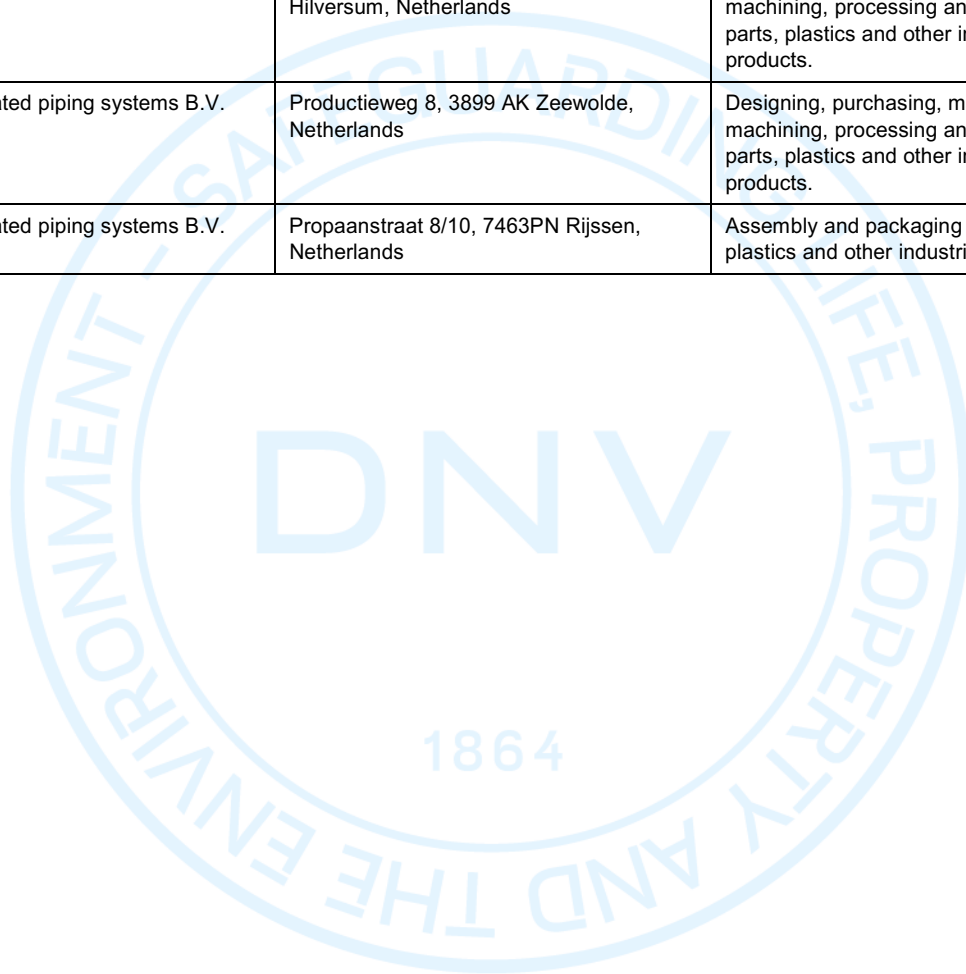 Hilversum, Netherlands
machining, processing an
parts, plastics and other i
products.
ated piping systems B.V.
Productieweg 8, 3899 AK Zeewolde,
Netherlands
Designing, purchasing, m
machining, processing an
parts, plastics and other i
products.
ated piping systems B.V.
Propaanstraat 8/10, 7463PN Rijssen,
Netherlands
Assembly and packaging
plastics and other industri
SAFEGUARDING LIFE, PROPERTY AND THE ENVIRONMENT -
DNV
1864